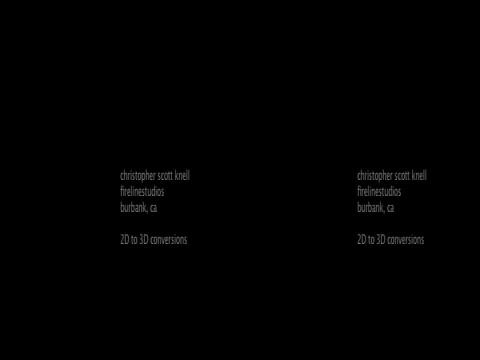 christopher scott knell
firelinestudios
burbank, ca
2D to 3D conversions
christopher scott knell
firelinestudios
burbank, ca
2D to 3D conversions